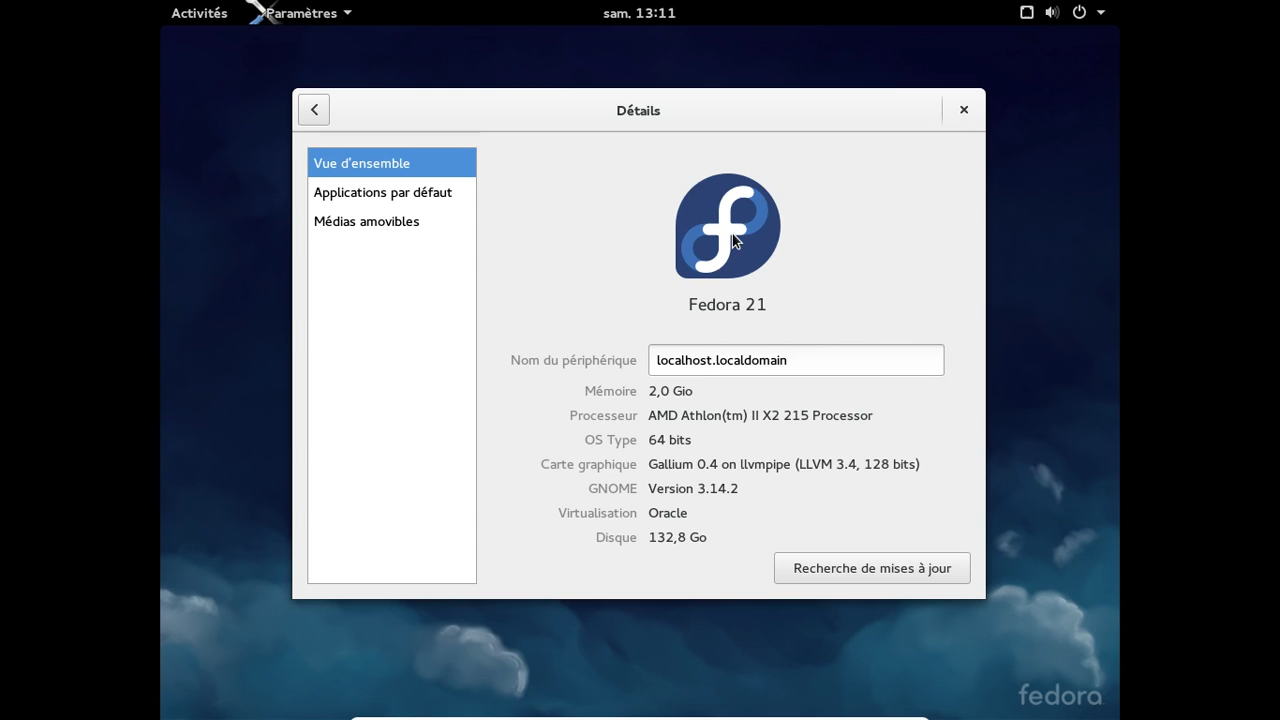 Activités Paramètres sam. 13:11
Détails
Vue d'ensemble
Applications par défaut
Médias amovibles
Fedora 21
Nom du périphérique localhost.localdomain
Mémoire 2,0 Gio
Processeur AMD Athlon(tm) II X2 215 Processor
OS Type 64 bits
Carte graphique Gallium 0.4 on llvmpipe (LLVM 3.4, 128 bits)
GNOME Version 3.14.2
Virtualisation Oracle
Disque 132,8 Go
Recherche de mises à jour
fedora